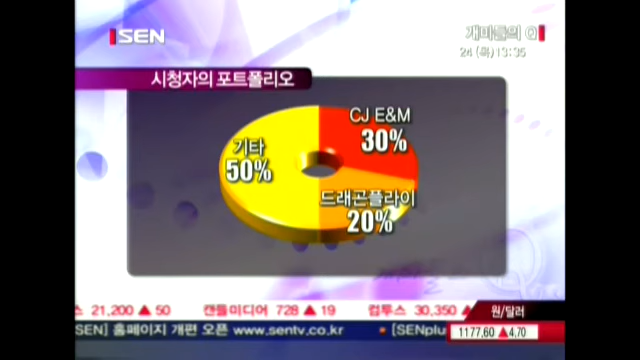 SEN
개미들의
24 (목) 13:35
시청자의 포트폴리오
CJ E&M
30%
기타
50%
드래곤플라이
20%
스 21,200 ▲ 50 캔들미디어 728 ▲ 19 컴투스 30,350 ▲
원/달러
SEN] 홈페이지 개편 오픈 www.sentv.co.kr [SENplu
1177.60 ▲ 4.70